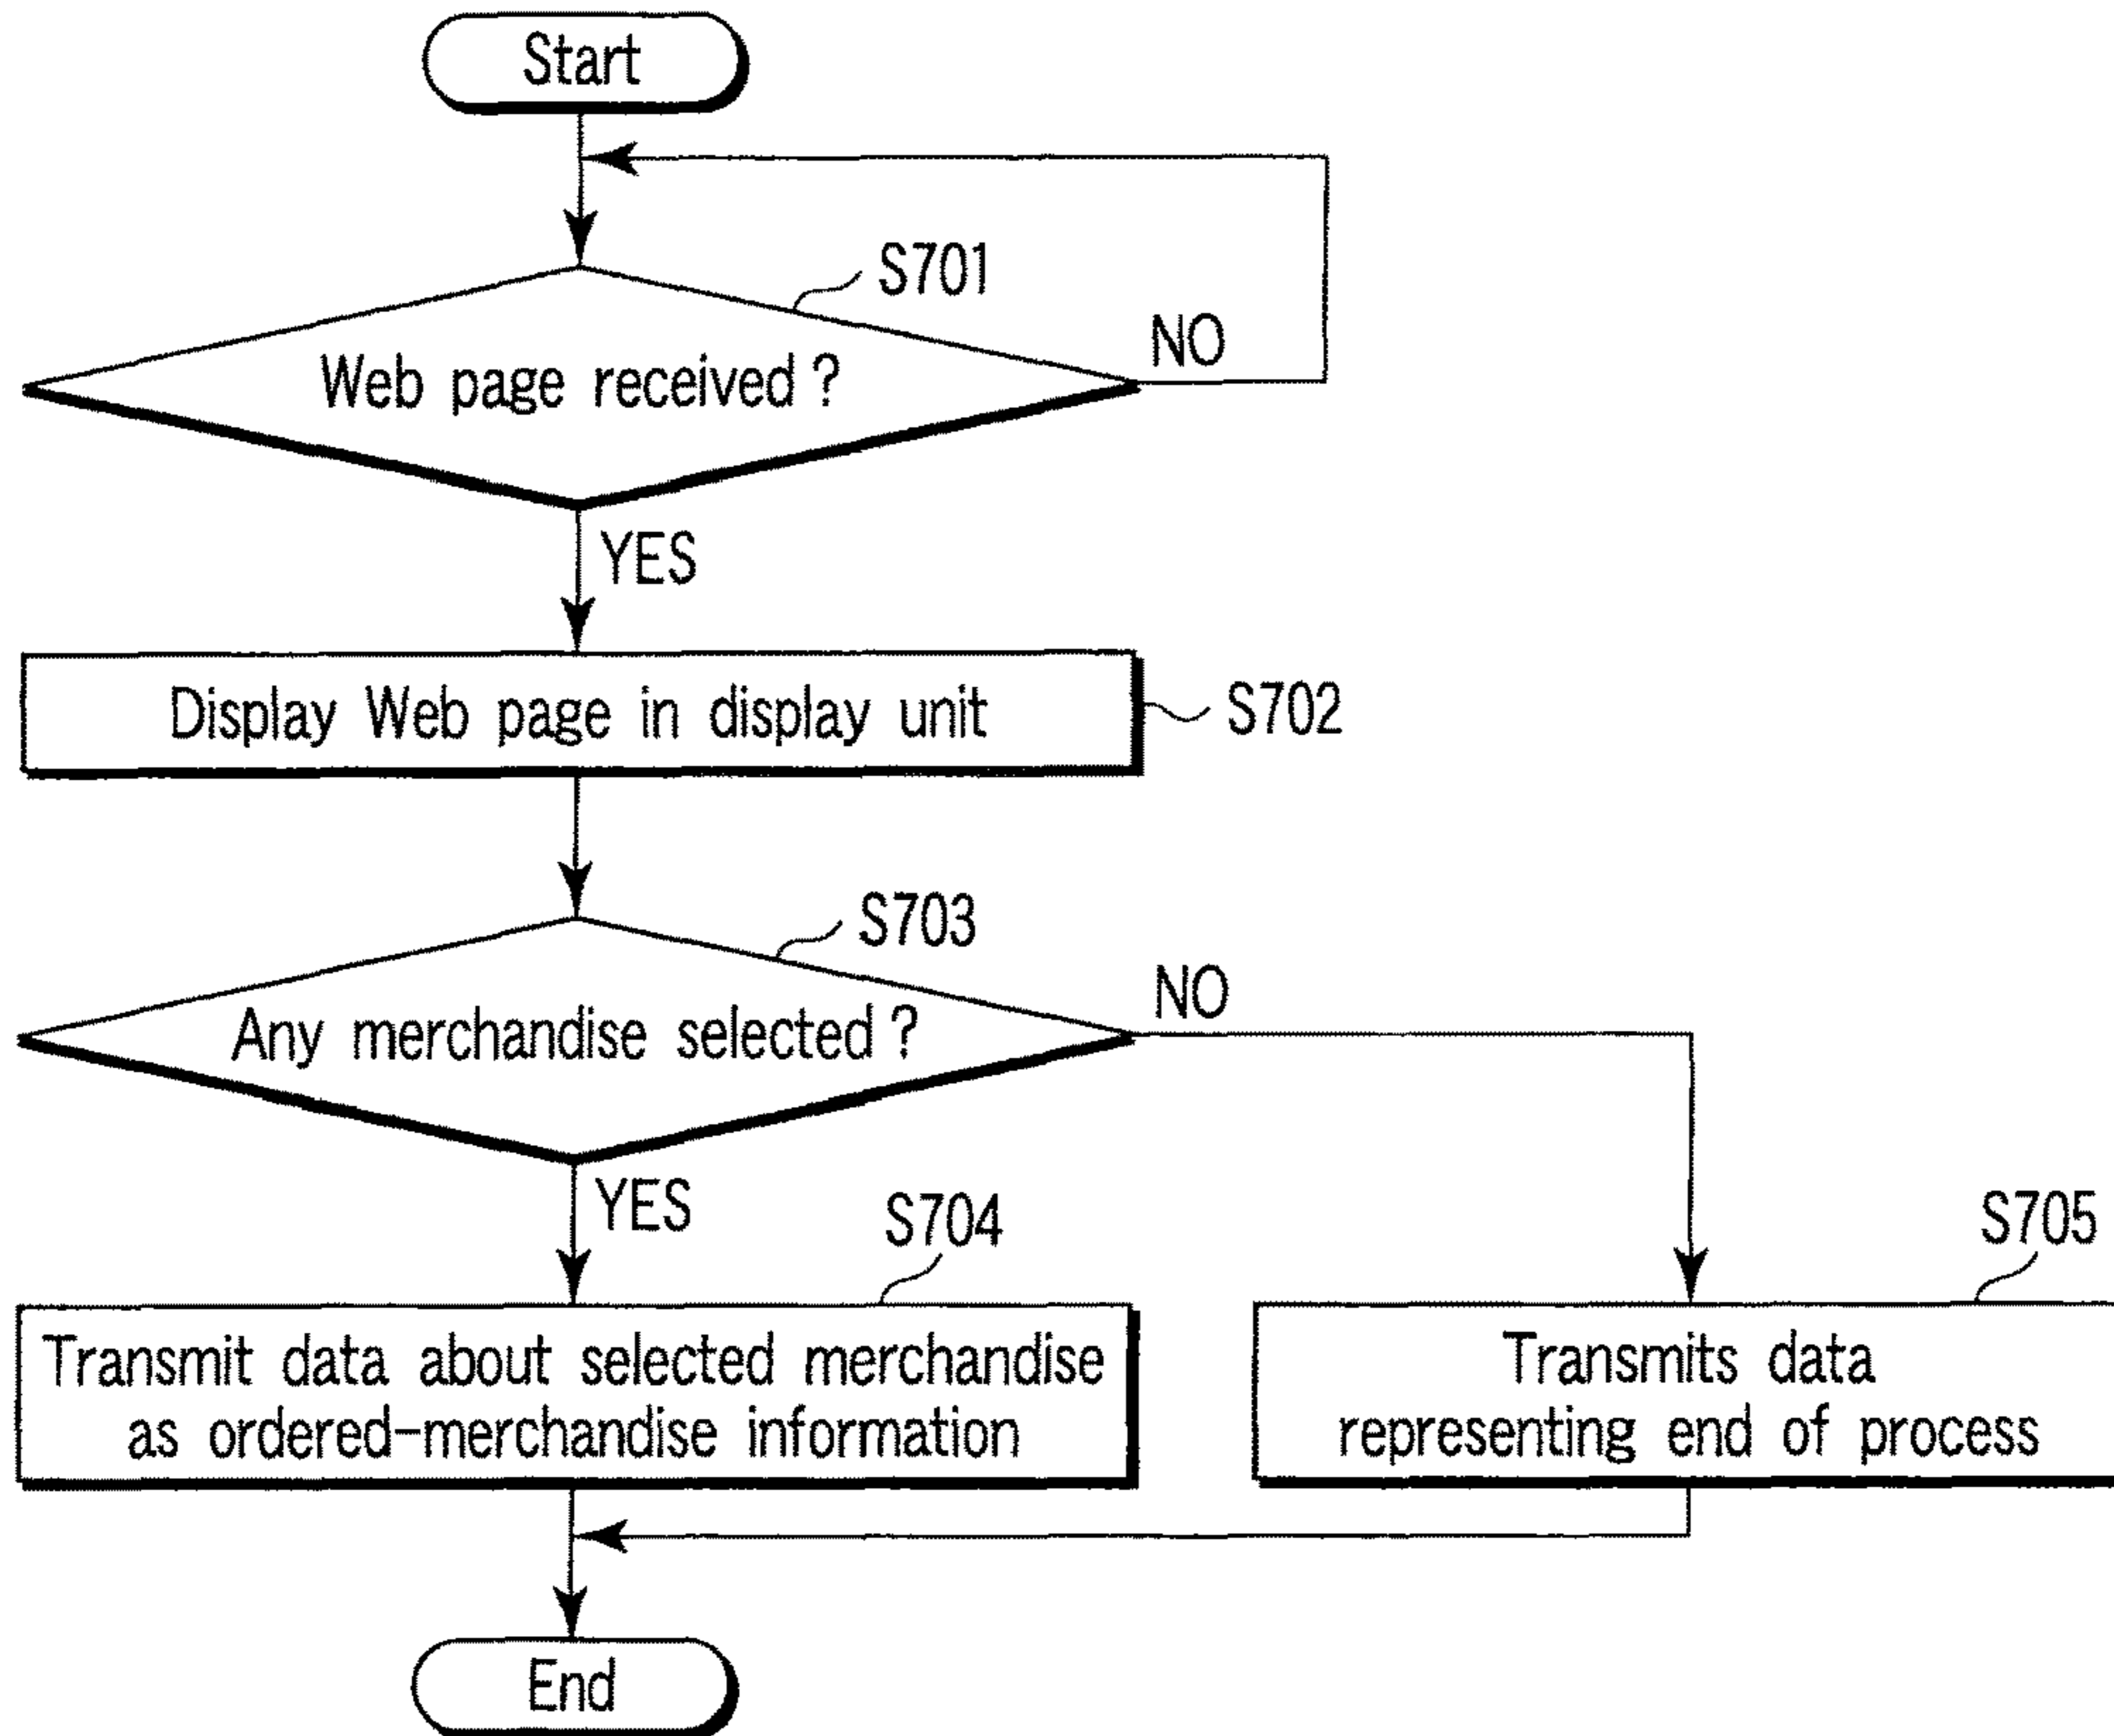 Start
S701
Web page received ?
NO
YES
Display Web page in display unit
S702
S703
Any merchandise selected ?
NO
YES
S704
S705
Transmit data about selected merchandise
as ordered-merchandise information
Transmits data
representing end of process
End